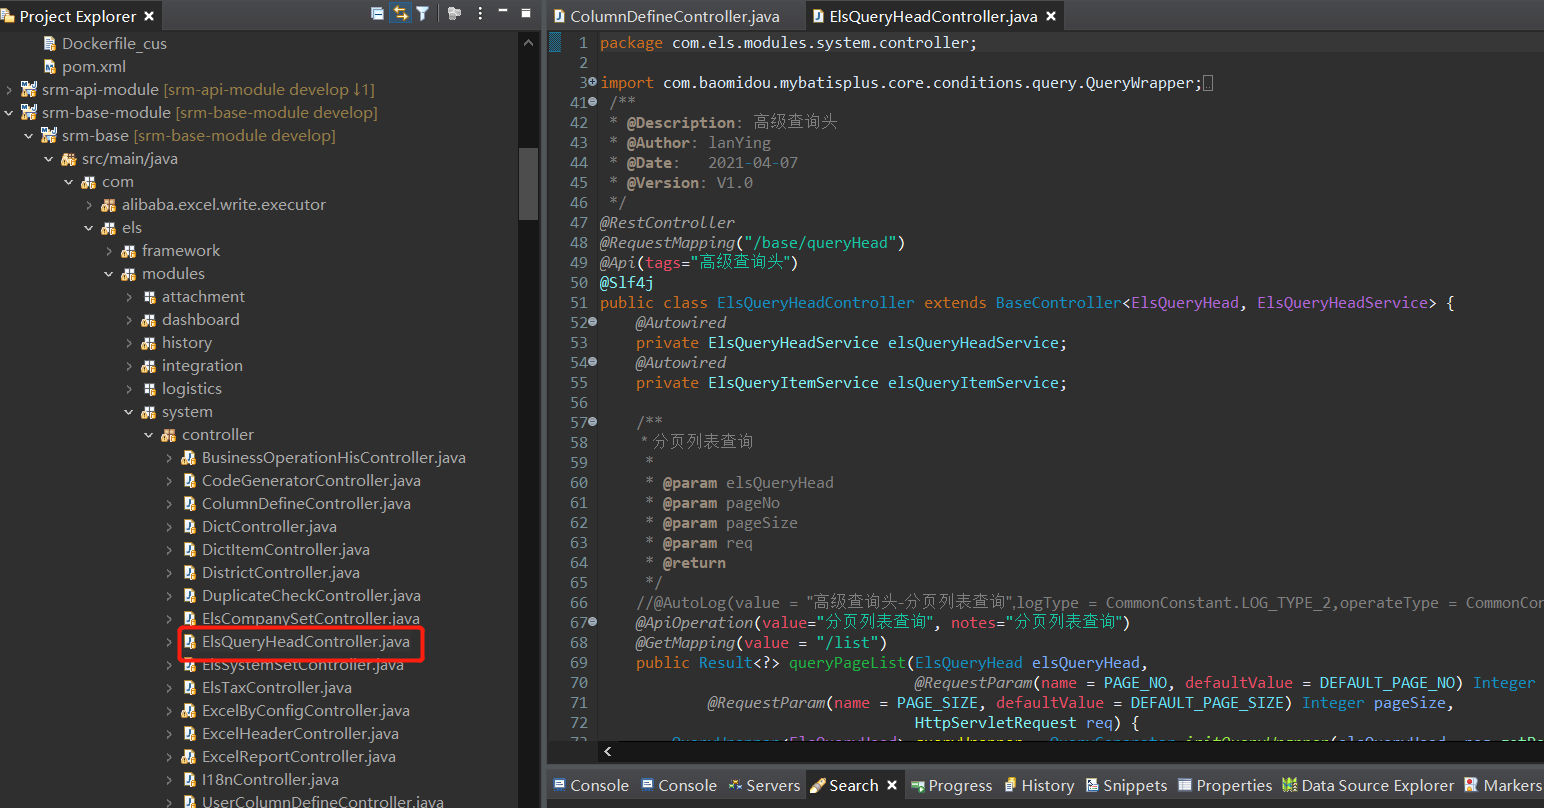 Project Explorer
Dockerfile_cus
pom.xml
srm-api-module [srm-api-module develop ↓1]
srm-base-module [srm-base-module develop]
srm-base [srm-base-module develop]
src/main/java
com
alibaba.excel.write.executor
els
framework
modules
attachment
dashboard
history
integration
logistics
system
controller
BusinessOperationHisController.java
CodeGeneratorController.java
ColumnDefineController.java
DictController.java
DictItemController.java
DistrictController.java
DuplicateCheckController.java
ElsCompanySetController.java
ElsQueryHeadController.java
ElsSystemSetController.java
ElsTaxController.java
ExcelByConfigController.java
ExcelHeaderController.java
ExcelReportController.java
I18nController.java
UserColumnDefineController.java
ColumnDefineController.java
ElsQueryHeadController.java
1 package com.els.modules.system.controller;
2
3 import com.baomidou.mybatisplus.core.conditions.query.QueryWrapper;
41 /**
42 * @Description: 高级查询头
43 * @Author: lanYing
44 * @Date: 2021-04-07
45 * @Version: V1.0
46 */
47 @RestController
48 @RequestMapping("/base/queryHead")
49 @Api(tags="高级查询头")
50 @Slf4j
51 public class ElsQueryHeadController extends BaseController<ElsQueryHead, ElsQueryHeadService> {
52 @Autowired
53 private ElsQueryHeadService elsQueryHeadService;
54 @Autowired
55 private ElsQueryItemService elsQueryItemService;
56
57 /**
58 * 分页列表查询
59 *
60 * @param elsQueryHead
61 * @param pageNo
62 * @param pageSize
63 * @param req
64 * @return
65 */
66 //@AutoLog(value = "高级查询头-分页列表查询",logType = CommonConstant.LOG_TYPE_2,operateType = CommonCon
67 @ApiOperation(value="分页列表查询", notes="分页列表查询")
68 @GetMapping(value = "/list")
69 public Result<?> queryPageList(ElsQueryHead elsQueryHead,
70 @RequestParam(name = PAGE_NO, defaultValue = DEFAULT_PAGE_NO) Integer
71 @RequestParam(name = PAGE_SIZE, defaultValue = DEFAULT_PAGE_SIZE) Integer pageSize,
72 HttpServletRequest req) {
Console
Console
Servers
Search
Progress
History
Snippets
Properties
Data Source Explorer
Markers